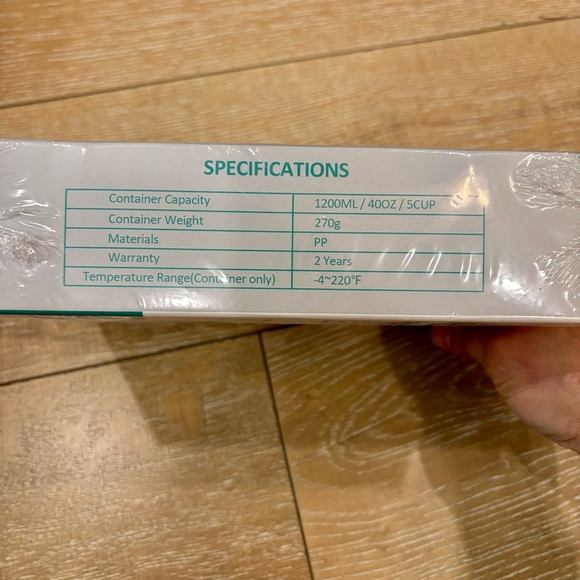 SPECIFICATIONS
Container Capacity 1200ML / 40OZ / 5CUP
Container Weight 270g
Materials PP
Warranty 2 Years
Temperature Range(Container only) -4~220°F